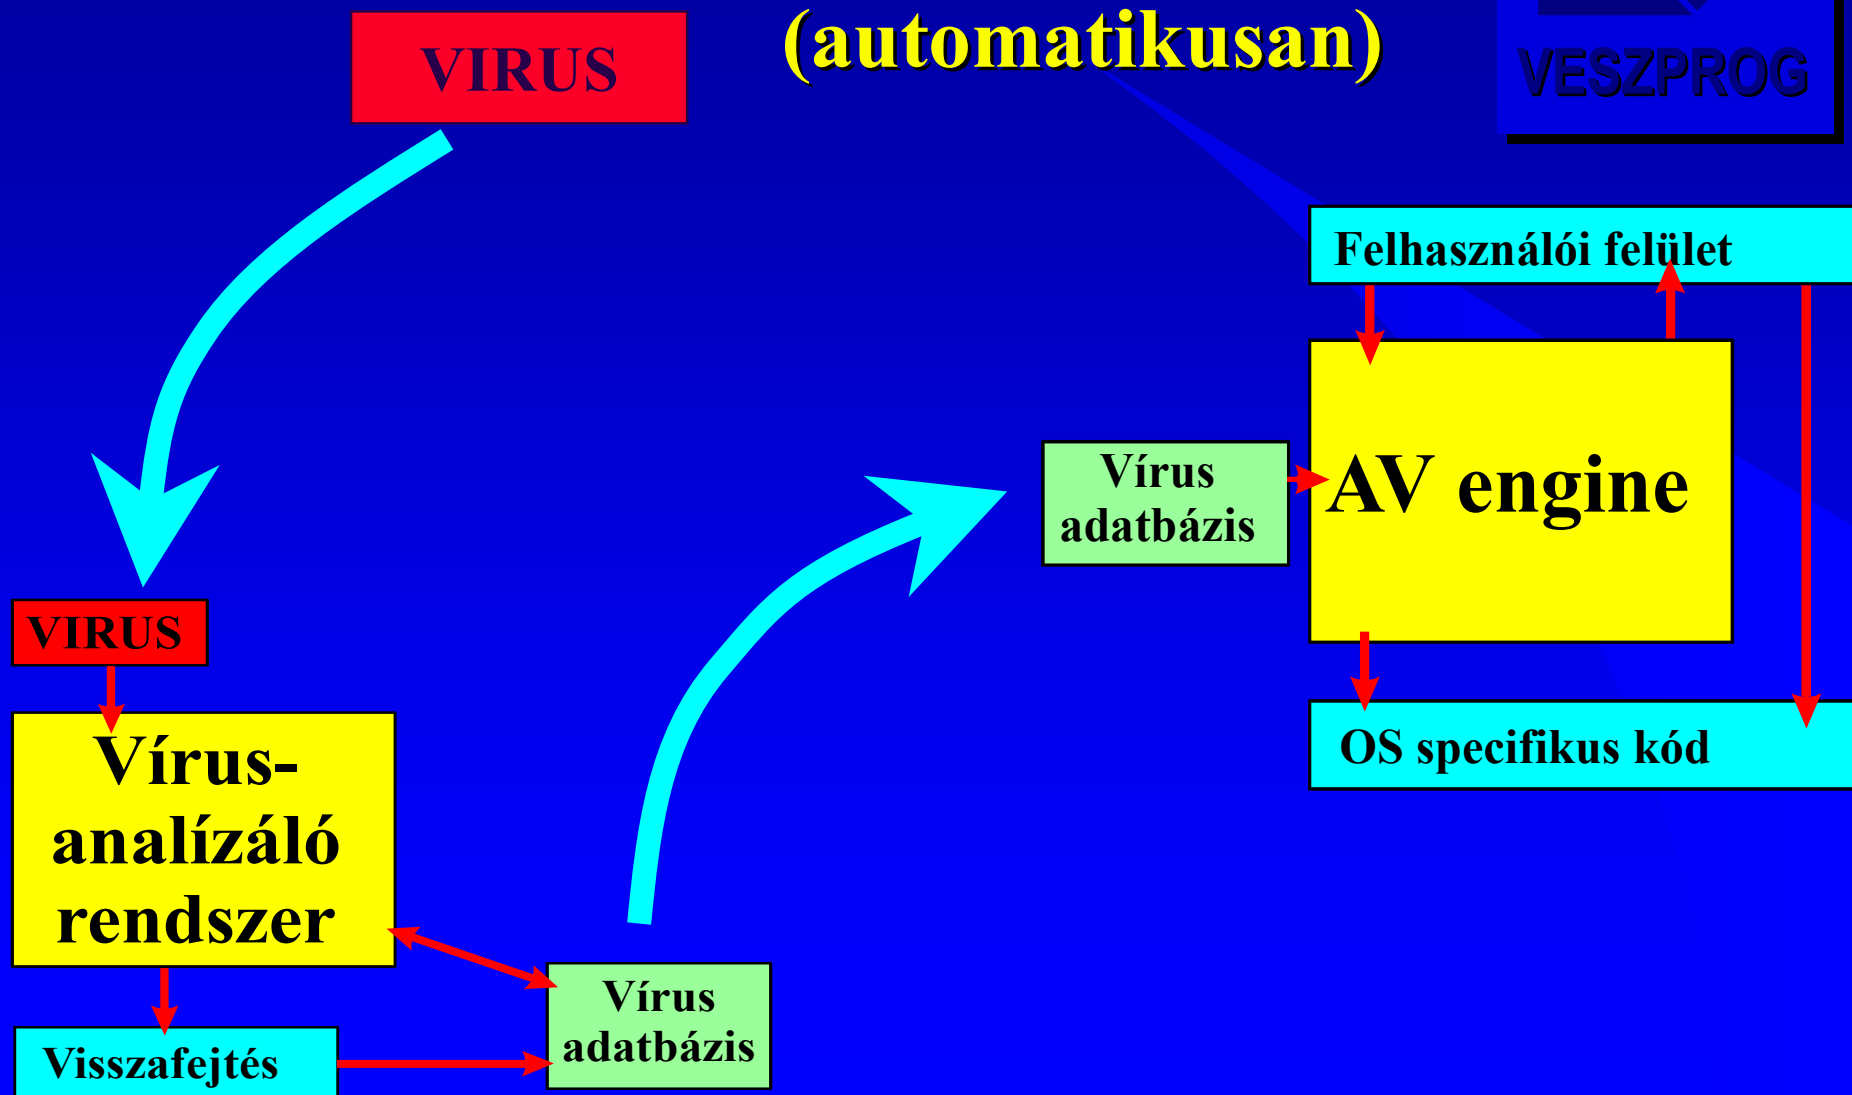 VIRUS
(automatikusan)
VESZPROG
Felhasználói felület
Vírus
adatbázis
AV engine
VIRUS
OS specifikus kód
Vírus-
analízáló
rendszer
Vírus
adatbázis
Visszafejtés